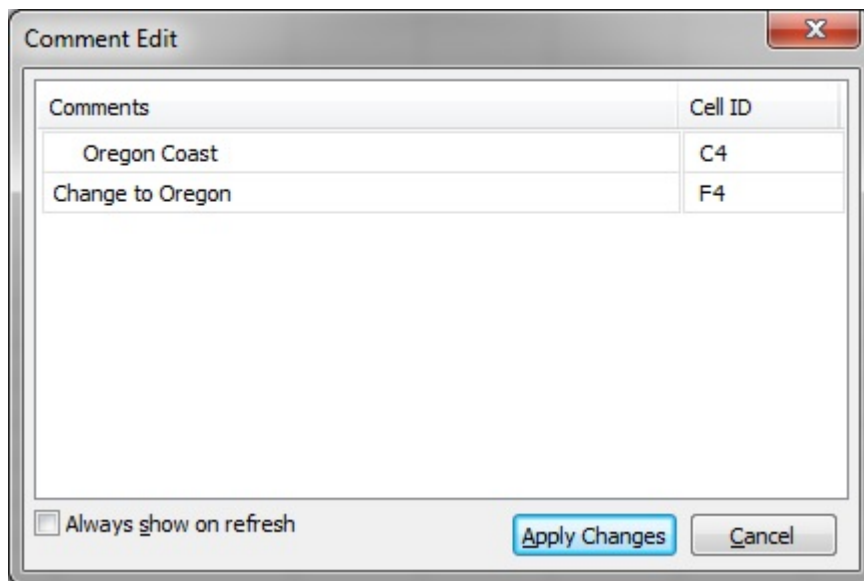 Comment Edit
Comments Cell ID
Oregon Coast C4
Change to Oregon F4
Always show on refresh Apply Changes Cancel